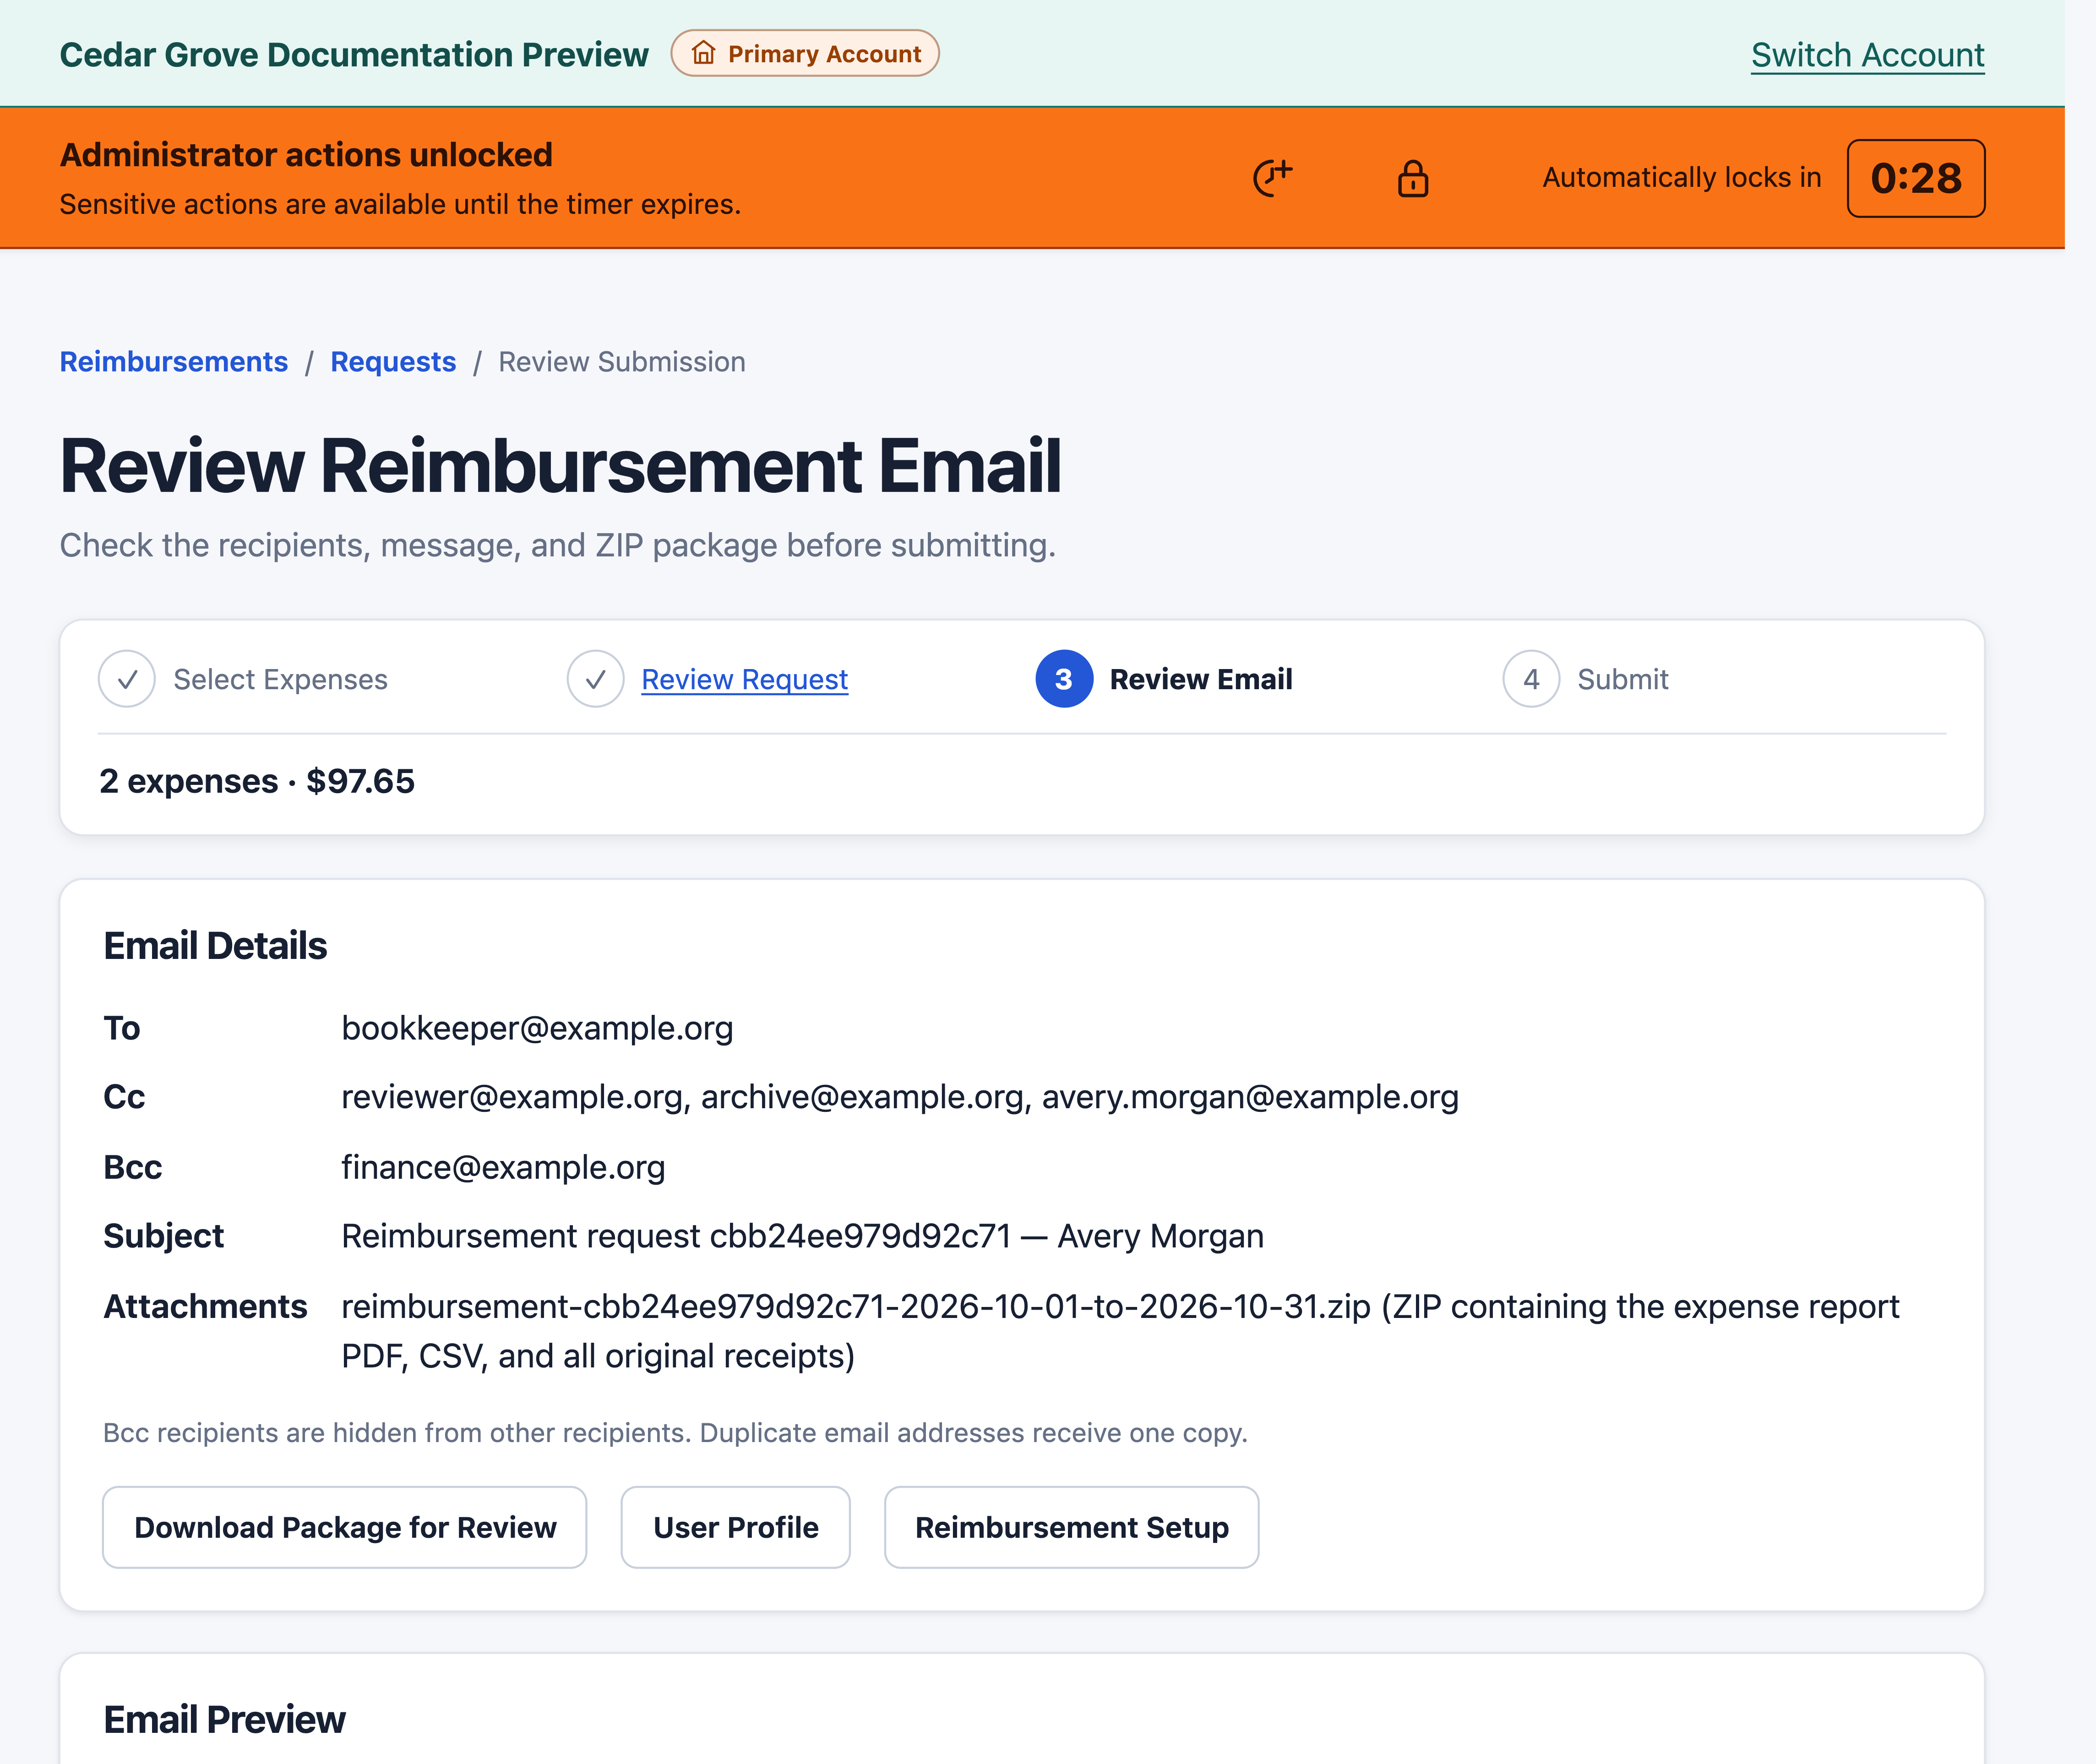 Cedar Grove Documentation Preview Primary Account Switch Account
Administrator actions unlocked
Sensitive actions are available until the timer expires.
Automatically locks in 0:28
Reimbursements / Requests / Review Submission
Review Reimbursement Email
Check the recipients, message, and ZIP package before submitting.
Select Expenses Review Request 3 Review Email 4 Submit
2 expenses · $97.65
Email Details
To bookkeeper@example.org
Cc reviewer@example.org, archive@example.org, avery.morgan@example.org
Bcc finance@example.org
Subject Reimbursement request cbb24ee979d92c71 — Avery Morgan
Attachments reimbursement-cbb24ee979d92c71-2026-10-01-to-2026-10-31.zip (ZIP containing the expense report
PDF, CSV, and all original receipts)
Bcc recipients are hidden from other recipients. Duplicate email addresses receive one copy.
Download Package for Review User Profile Reimbursement Setup
Email Preview